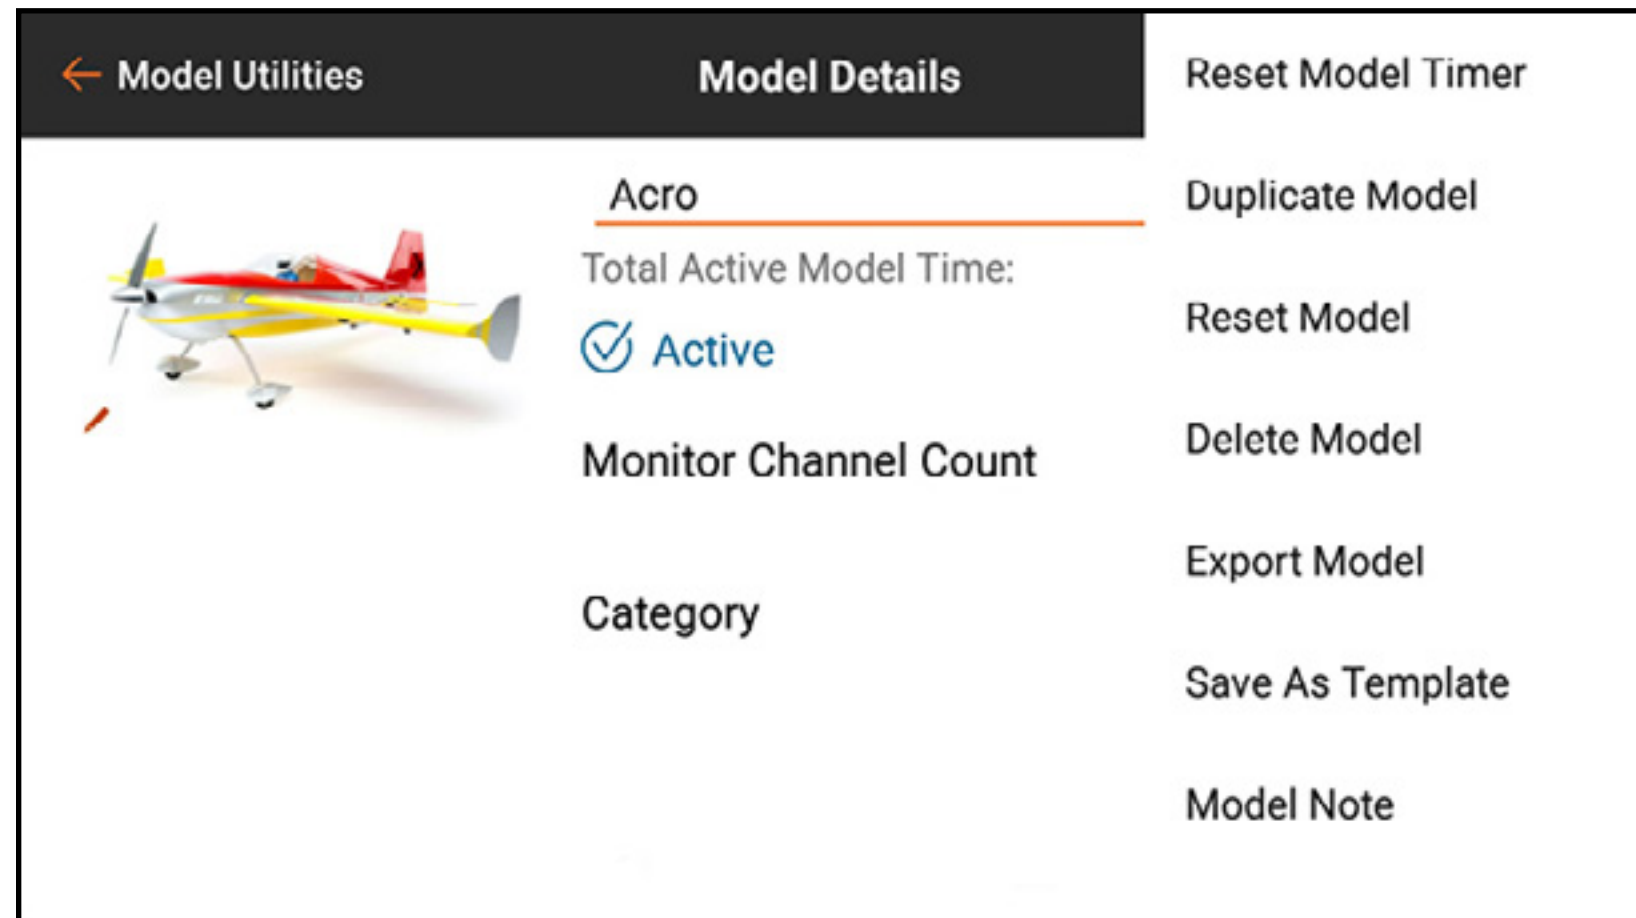 Model Utilities
Model Details
Acro
Total Active Model Time:
Active
Monitor Channel Count
Category
Reset Model Timer
Duplicate Model
Reset Model
Delete Model
Export Model
Save As Template
Model Note